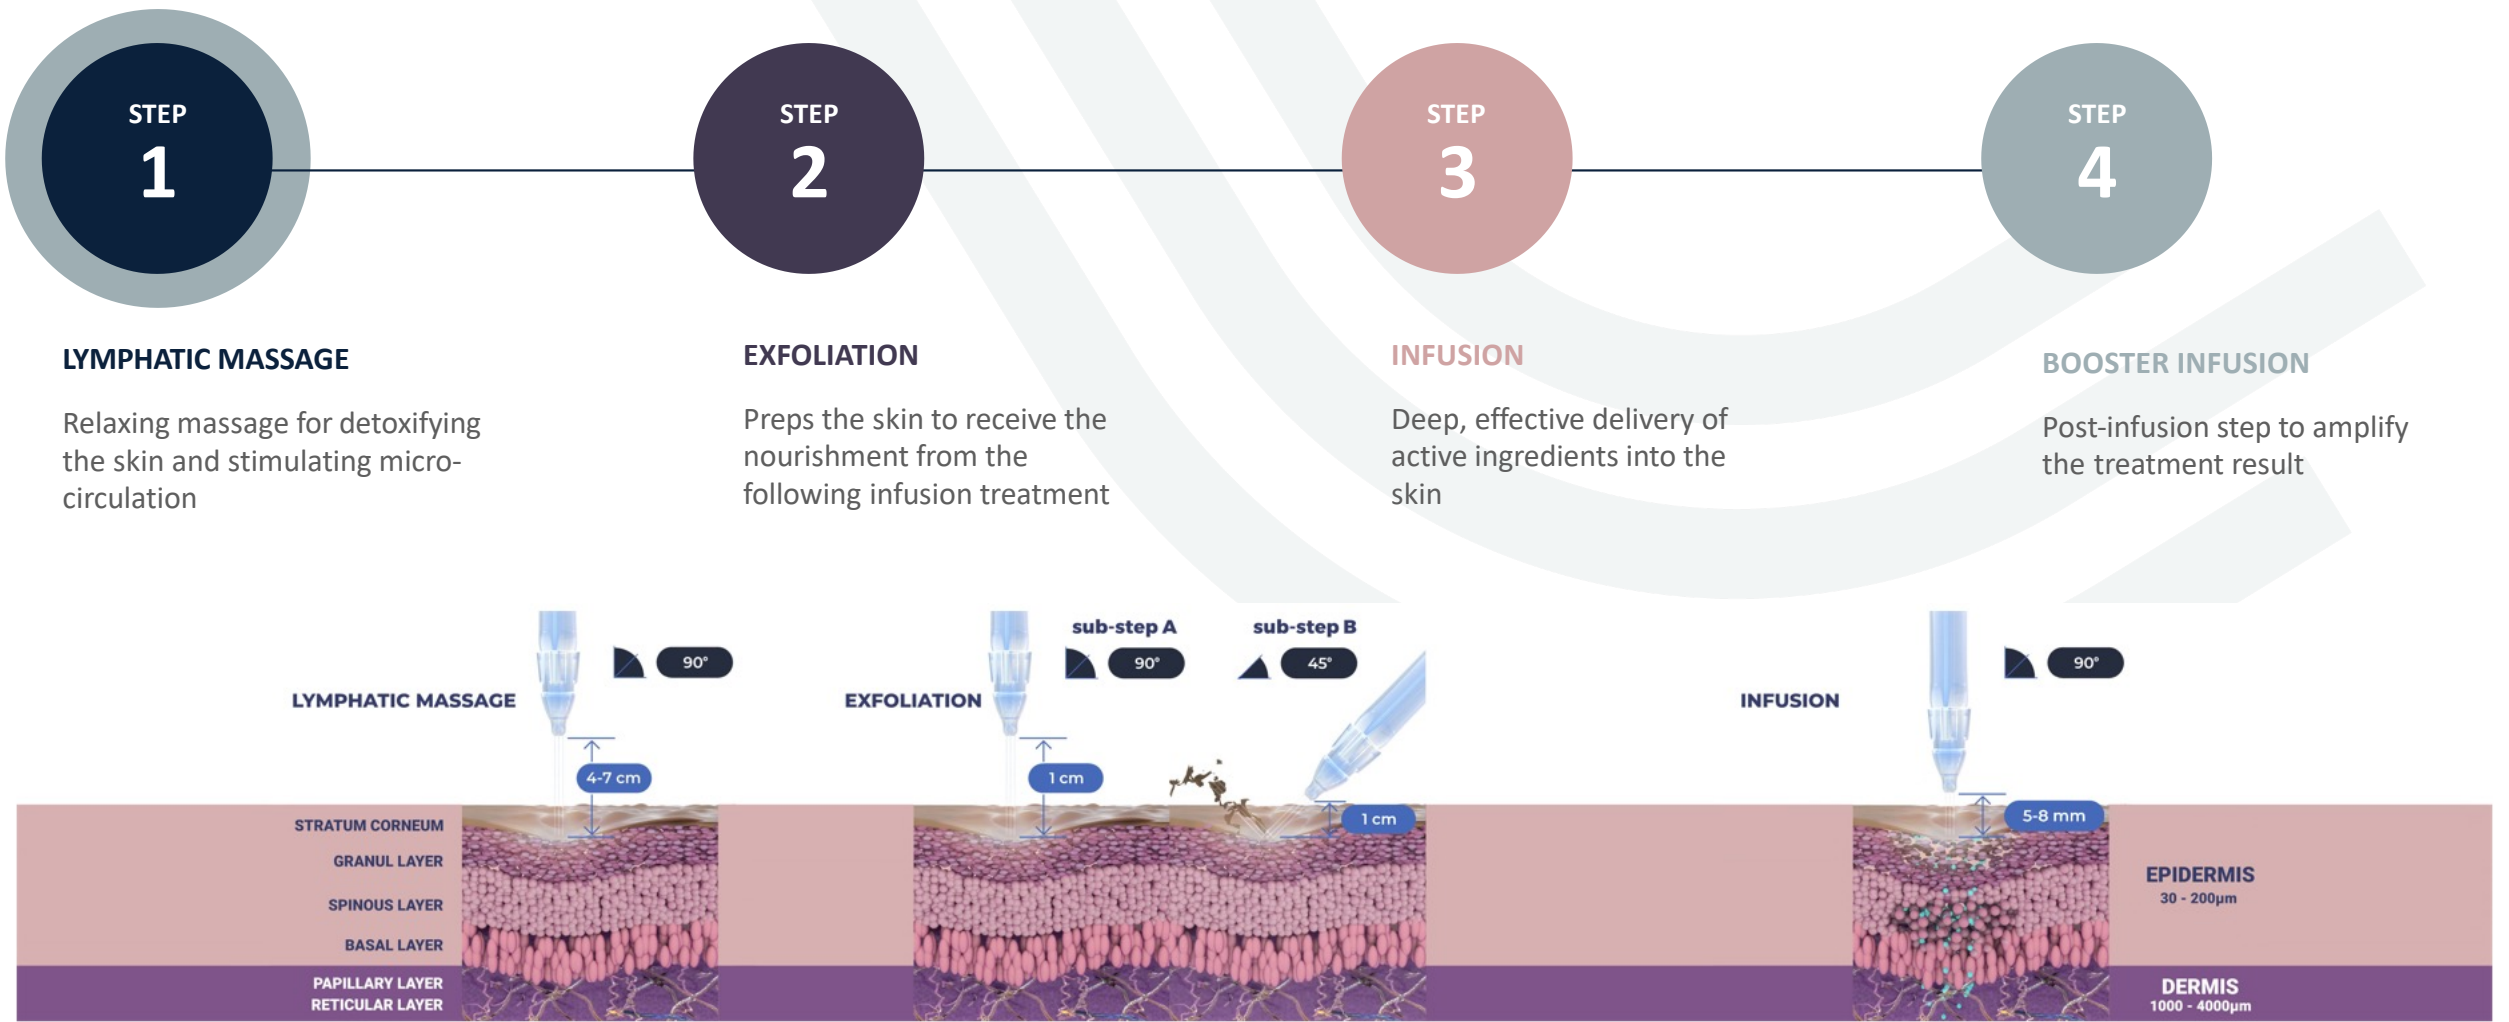 STEP
1
STEP
2
STEP
3
STEP
4
LYMPHATIC MASSAGE
Relaxing massage for detoxifying
the skin and stimulating micro-
circulation
EXFOLIATION
Preps the skin to receive the
nourishment from the
following infusion treatment
INFUSION
Deep, effective delivery of
active ingredients into the
skin
BOOSTER INFUSION
Post-infusion step to amplify
the treatment result
LYMPHATIC MASSAGE
90°
4-7 cm
EXFOLIATION
sub-step A
90°
1 cm
sub-step B
45°
1 cm
INFUSION
90°
5-8 mm
STRATUM CORNEUM
GRANUL LAYER
SPINOUS LAYER
BASAL LAYER
PAPILLARY LAYER
RETICULAR LAYER
EPIDERMIS
30 - 200µm
DERMIS
1000 - 4000µm